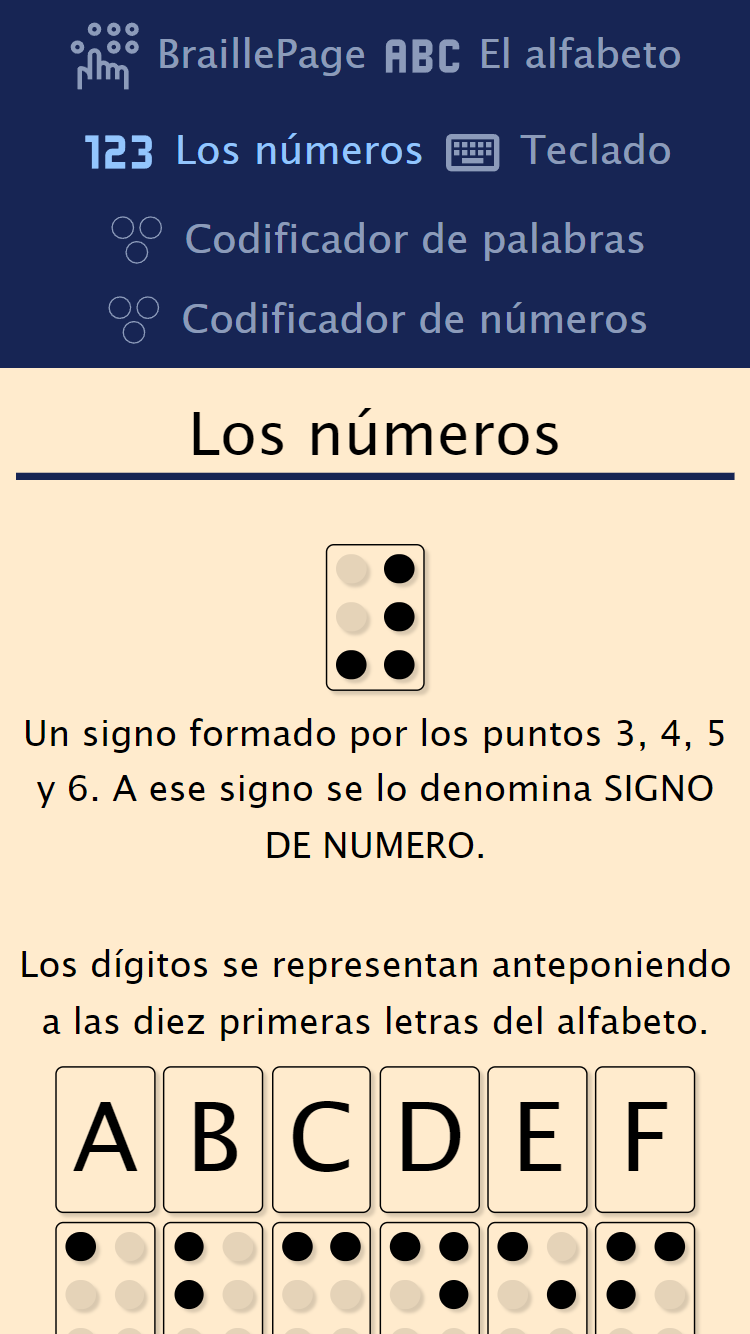 BraillePage ABC El alfabeto
123 Los números Teclado
Codificador de palabras
Codificador de números
Los números
Un signo formado por los puntos 3, 4, 5
y 6. A ese signo se lo denomina SIGNO
DE NUMERO.
Los dígitos se representan anteponiendo
a las diez primeras letras del alfabeto.
A B C D E F